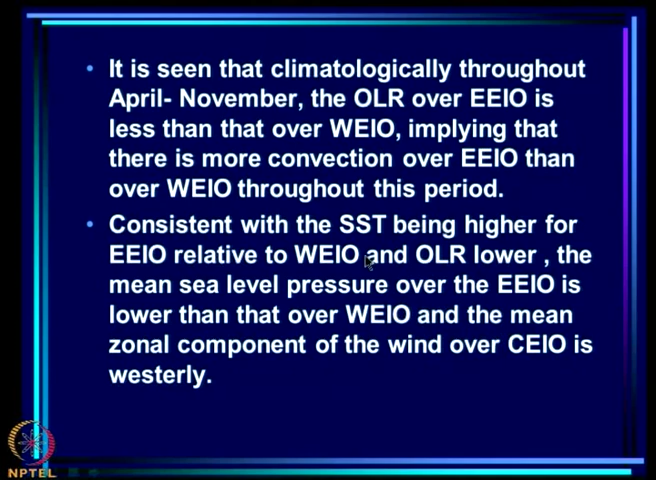 • It is seen that climatologically throughout
April- November, the OLR over EEIO is
less than that over WEIO, implying that
there is more convection over EEIO than
over WEIO throughout this period.
• Consistent with the SST being higher for
EEIO relative to WEIO and OLR lower , the
mean sea level pressure over the EEIO is
lower than that over WEIO and the mean
zonal component of the wind over CEIO is
westerly.
NPTEL